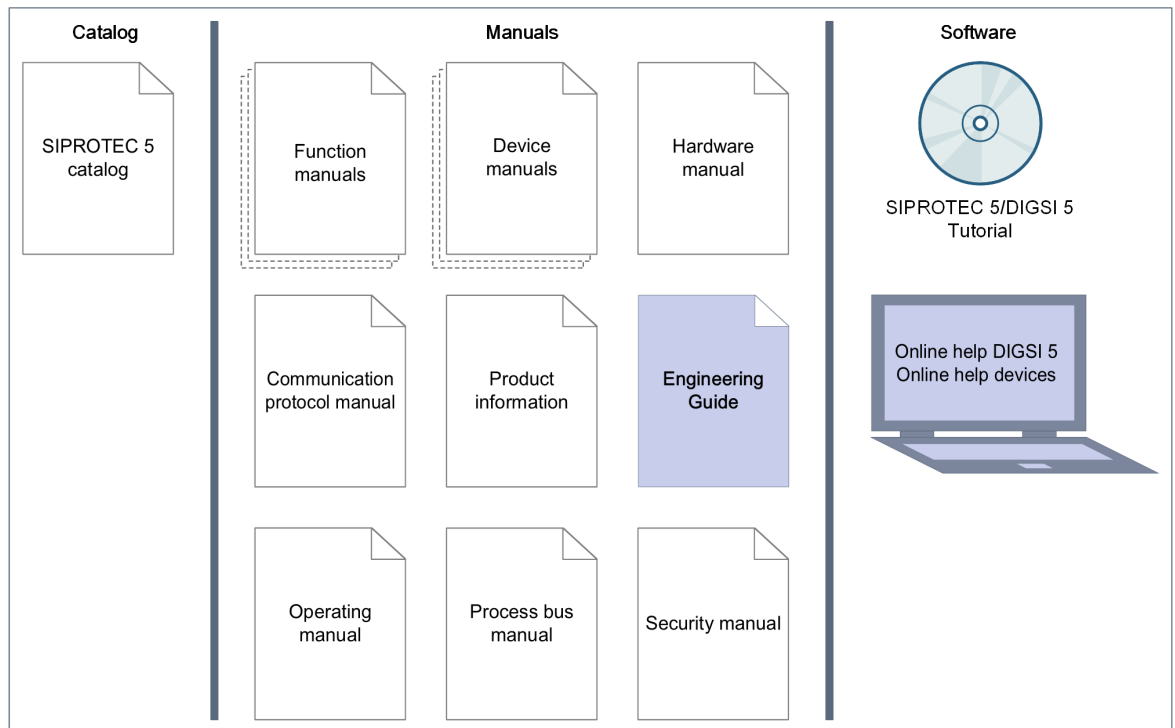 Catalog
Manuals
Software
SIPROTEC 5
catalog
Function
manuals
Device
manuals
Hardware
manual
SIPROTEC 5/DIGSI 5
Tutorial
Communication
protocol manual
Product
information
Engineering
Guide
Online help DIGSI 5
Online help devices
Operating
manual
Process bus
manual
Security manual